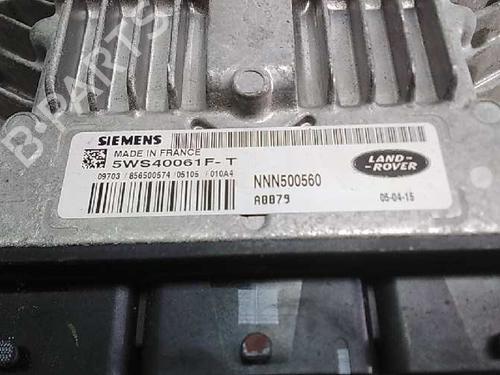 B-PARTS
SIEMENS
MADE IN FRANCE
5WS40061F-T
09703 / 856500574 / 05105 / 010A4
NNN500560
A0079
LAND-
-ROVER
05-04-15